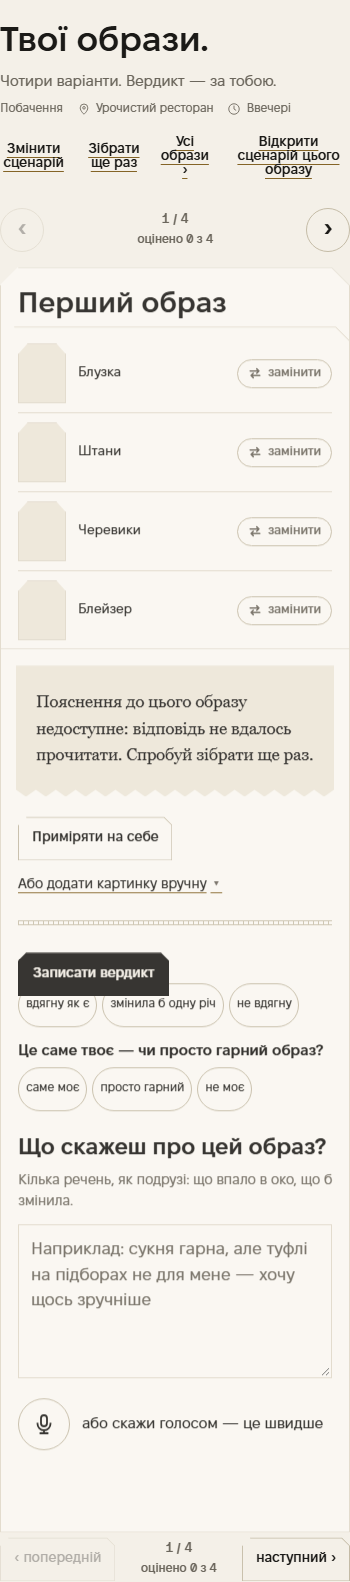 Твої образи.
Чотири варіанти. Вердикт — за тобою.
Побачення Урочистий ресторан Ввечері
Змінити сценарій
Зібрати ще раз
Усі образи ›
Відкрити сценарій цього образу
‹ 1 / 4 ›
оцінено 0 з 4
Перший образ
Блузка замінити
Штани замінити
Черевики замінити
Блейзер замінити
Пояснення до цього образу
недоступне: відповідь не вдалось
прочитати. Спробуй зібрати ще раз.
Приміряти на себе
Або додати картинку вручну ▾
Записати вердикт
вдягну як є змінила б одну річ не вдягну
Це саме твоє — чи просто гарний образ?
саме моє просто гарний не моє
Що скажеш про цей образ?
Кілька речень, як подрузі: що впало в око, що б
змінила.
Наприклад: сукня гарна, але туфлі
на підборах не для мене — хочу
щось зручніше
або скажи голосом — це швидше
‹ попередній 1 / 4 наступний ›
оцінено 0 з 4